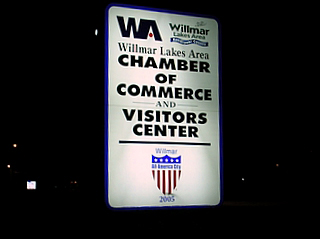 WA
Willmar
Lakes Area
Willmar Lakes Area
CHAMBER
OF
COMMERCE
AND
VISITORS
CENTER
Willmar
All America City
2005